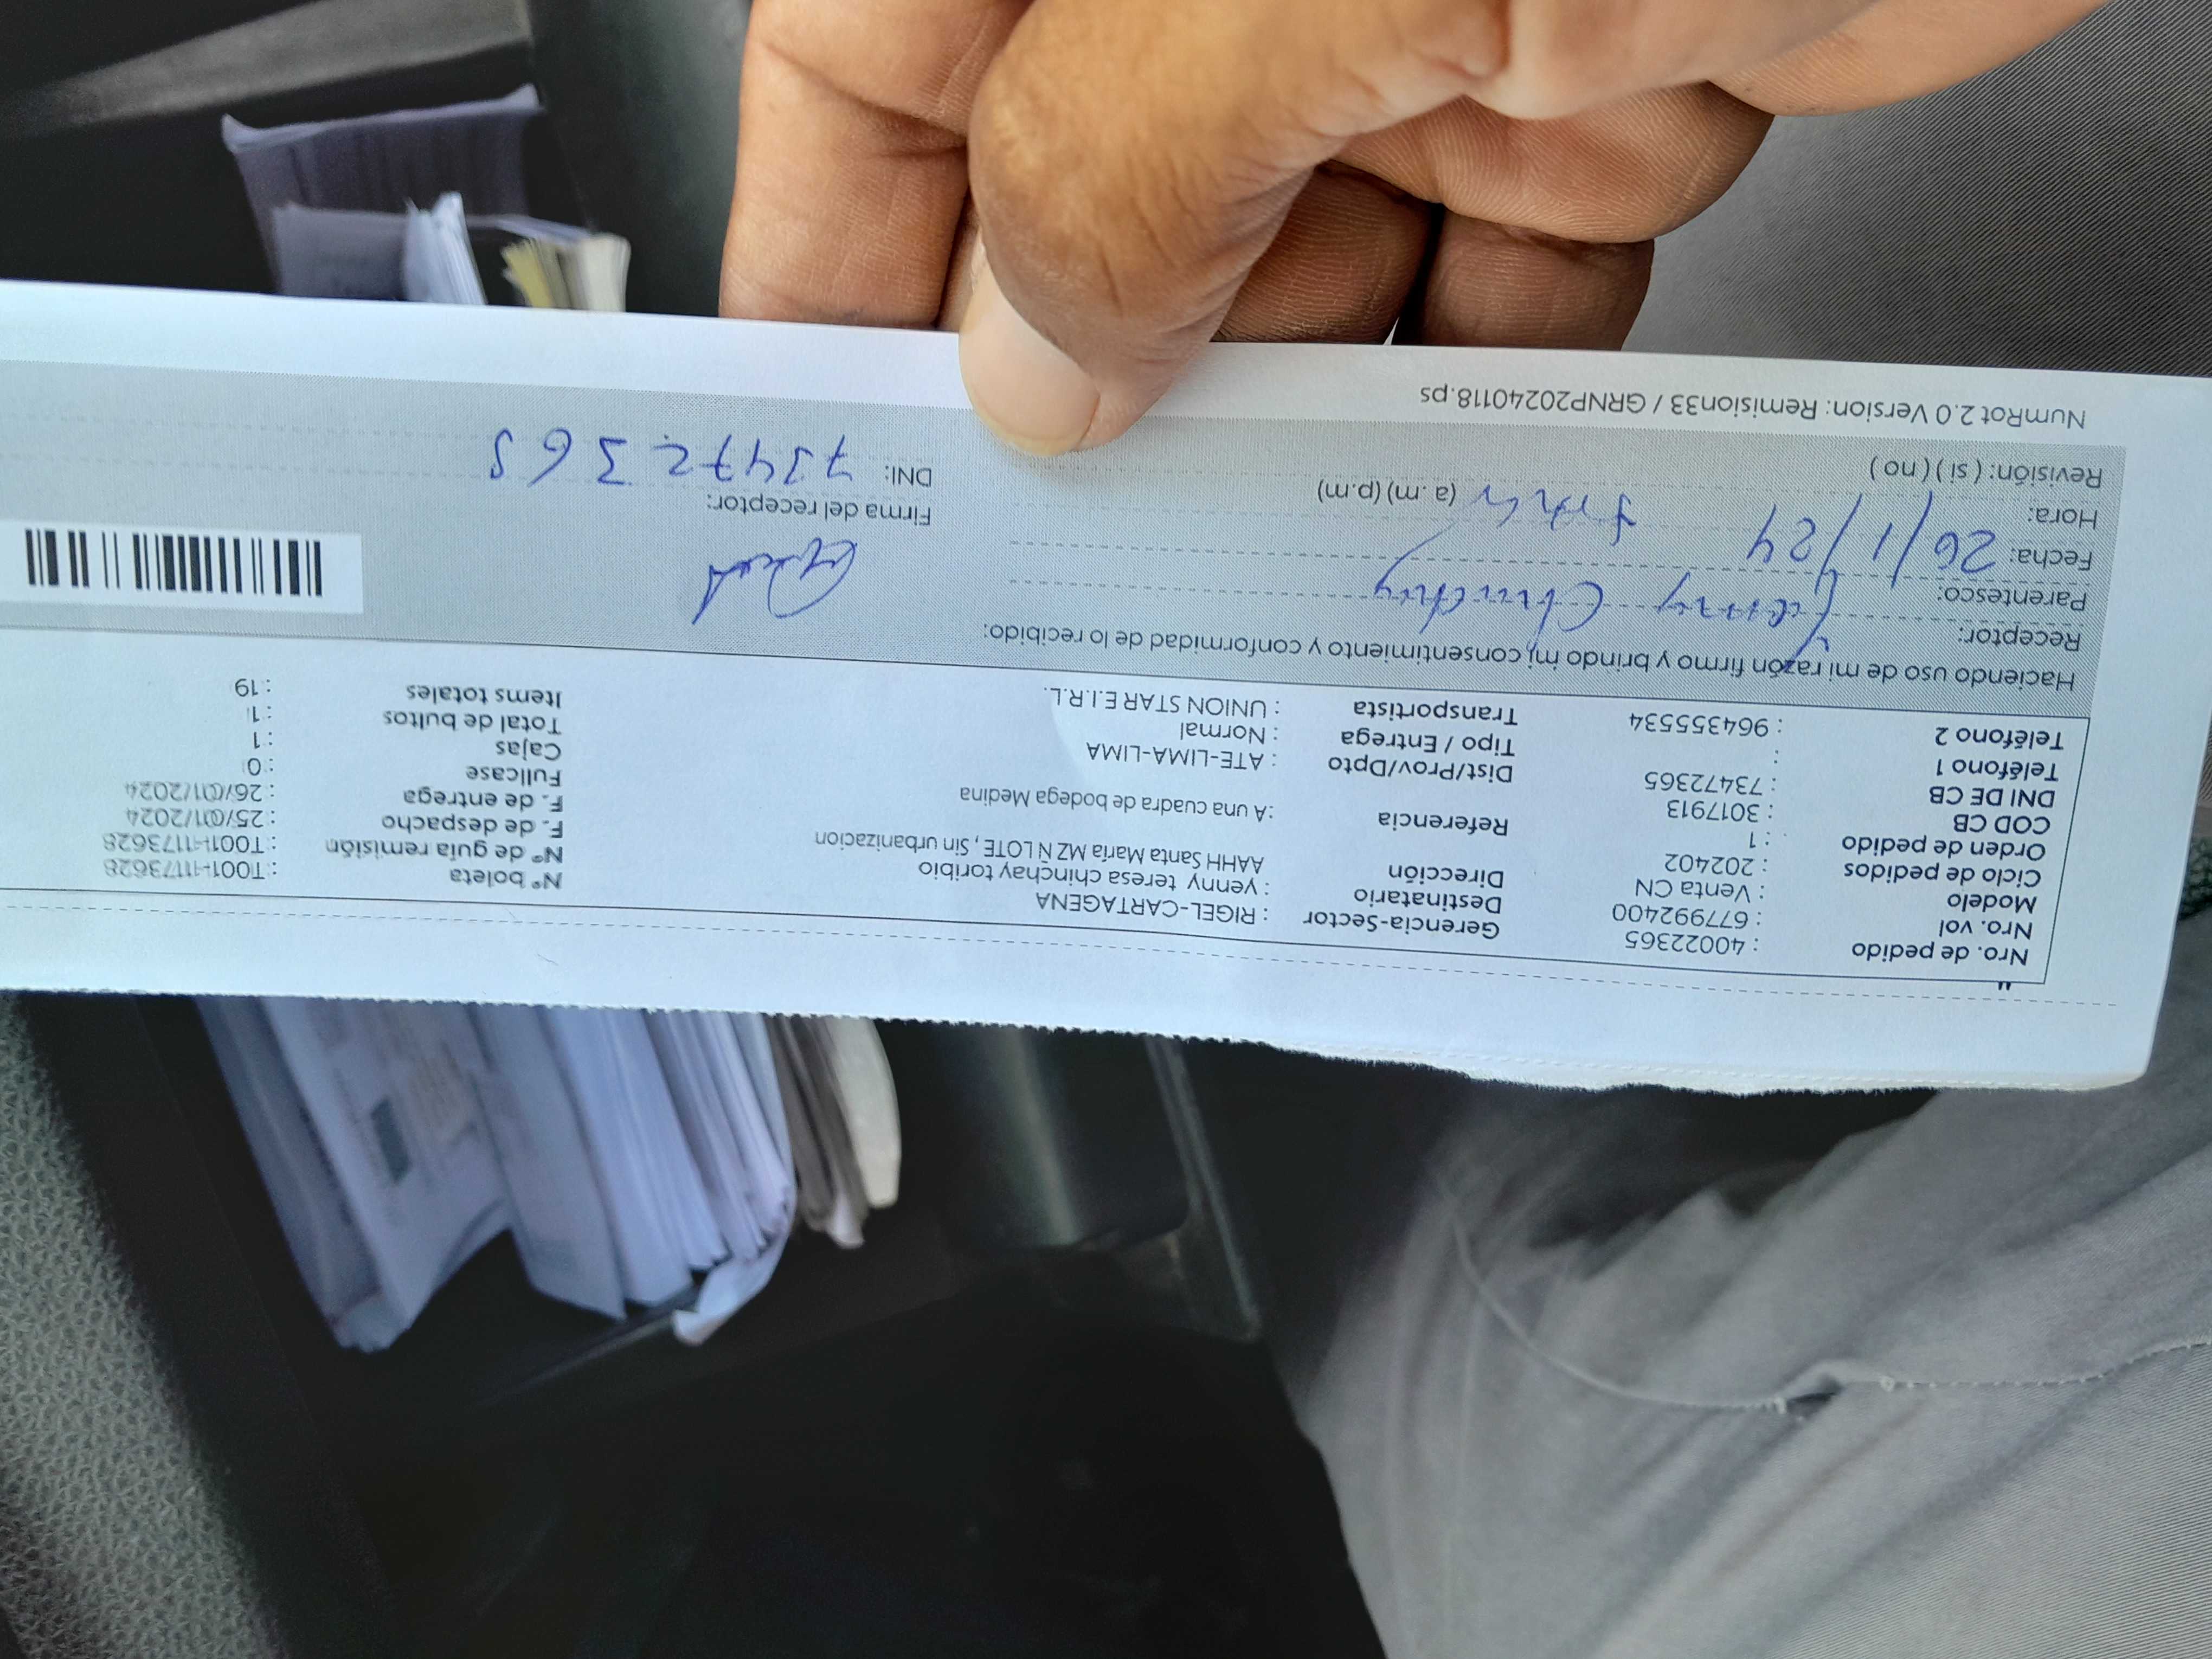 Nro. de pedido : 40022365
Nro. vol : 677992400
Modelo : Venta CN
Ciclo de pedidos : 202402
Orden de pedido : 1
COD CB : 3017913
DNI DE CB : 73472365
Teléfono 1 :
Teléfono 2 : 964355534
Gerencia-Sector : RIGEL-CARTAGENA
Destinatario : yenny teresa chinchay toribio
Dirección AAHH Santa María MZ Ñ LOTE , Sin urbanizacion
Referencia : A una cuadra de bodega Medina
Dist/Prov/Dpto : ATE-LIMA-LIMA
Tipo / Entrega : Normal
Transportista : UNION STAR E.I.R.L.
N° boleta : T001-11173628
N° de guía remisión : T001-11173628
F. de despacho : 25/01/2024
F. de entrega : 26/01/2024
Fullcase : 0
Cajas : 1
Total de bultos : 1
Items totales : 19
Haciendo uso de mi razón firmo y brindo mi consentimiento y conformidad de lo recibido:
Receptor: Yenny Chinchay
Parentesco:
Fecha: 26/1/24
Hora: (a.m) (p.m)
Revisión: ( si ) ( no )
Firma del receptor:
DNI: 73472365
NumRot 2.0 Version: Remision33 / GRNP20240118.ps